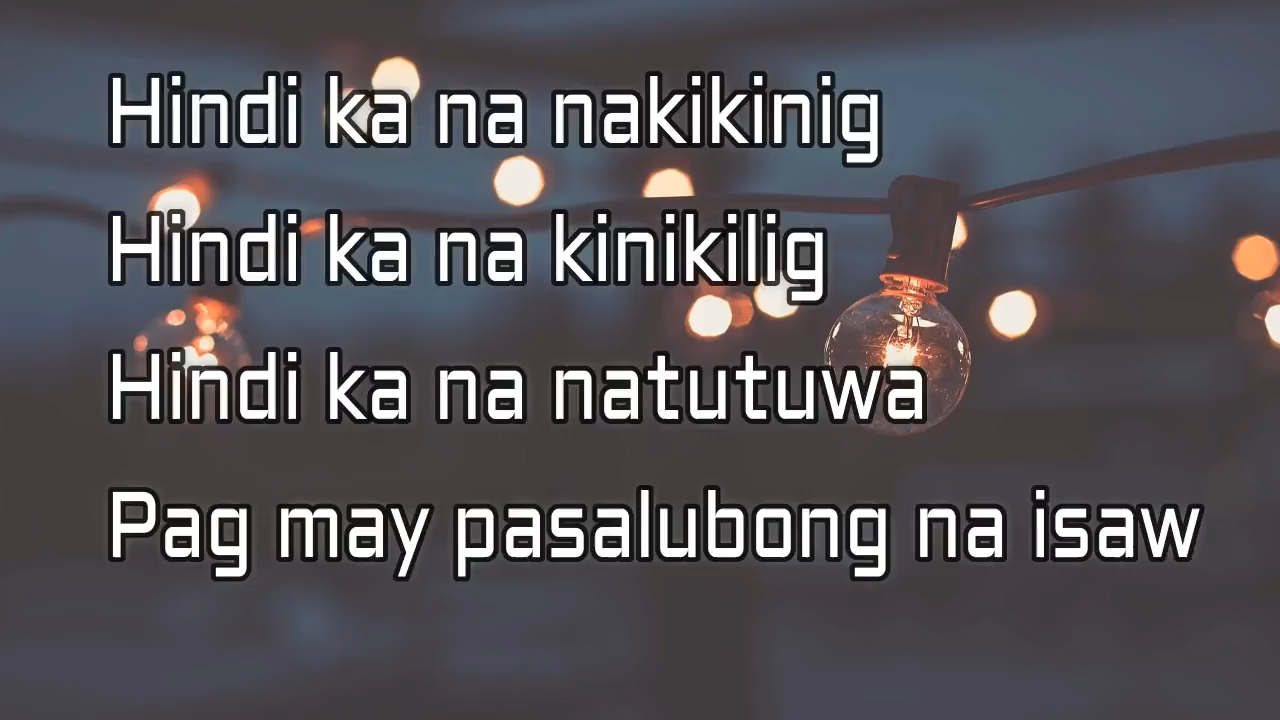 Hindi ka na nakikinig
Hindi ka na kinikilig
Hindi ka na natutuwa
Pag may pasalubong na isaw